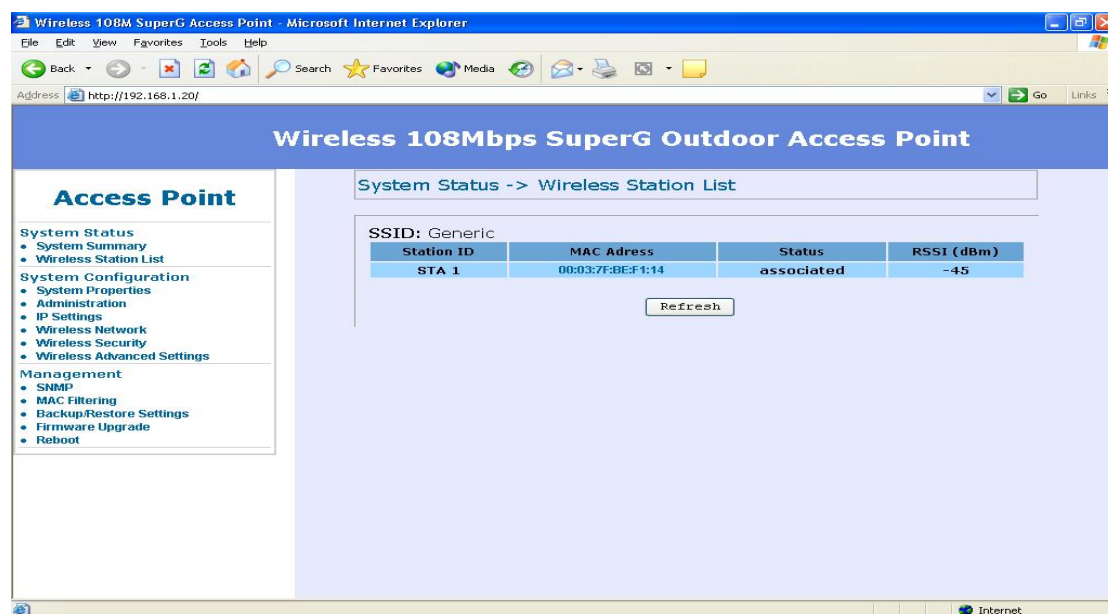 Wireless 108M SuperG Access Point - Microsoft Internet Explorer
File Edit View Favorites Tools Help
Back Search Favorites Media
Address http://192.168.1.20/ Go Links
Wireless 108Mbps SuperG Outdoor Access Point
Access Point
System Status
System Summary
Wireless Station List
System Configuration
System Properties
Administration
IP Settings
Wireless Network
Wireless Security
Wireless Advanced Settings
Management
SNMP
MAC Filtering
Backup/Restore Settings
Firmware Upgrade
Reboot
System Status -> Wireless Station List
SSID: Generic
Station ID MAC Adress Status RSSI (dBm)
STA 1 00:03:7F:BE:F1:14 associated -45
Refresh
Internet